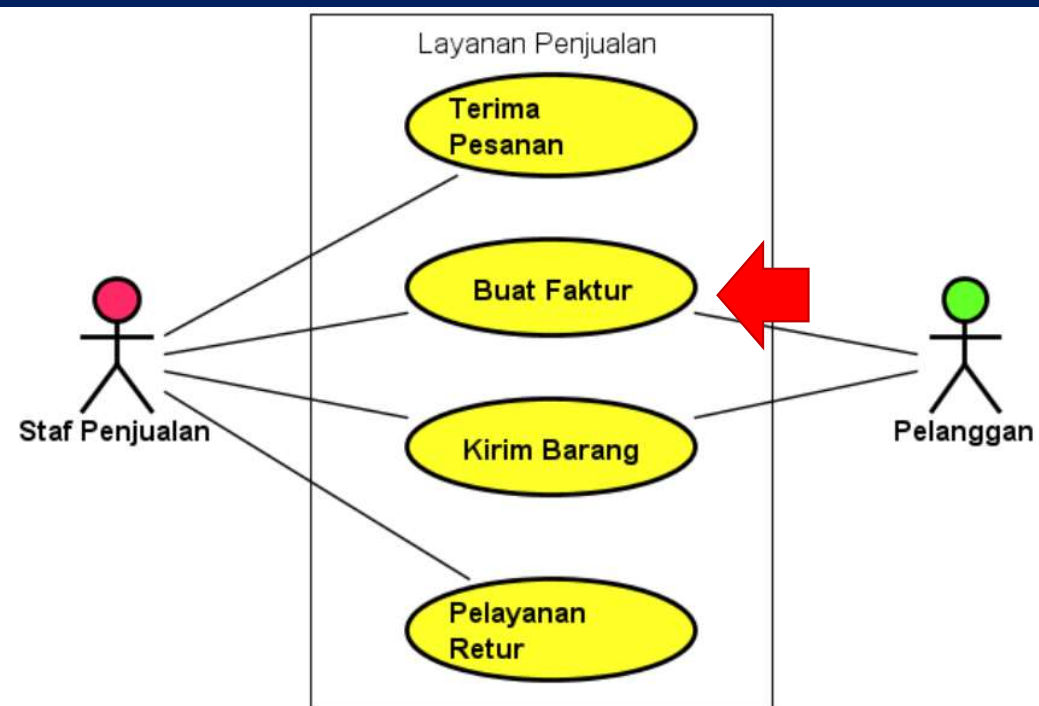 Layanan Penjualan
Terima
Pesanan
Buat Faktur
Staf Penjualan
Pelanggan
Kirim Barang
Pelayanan
Retur